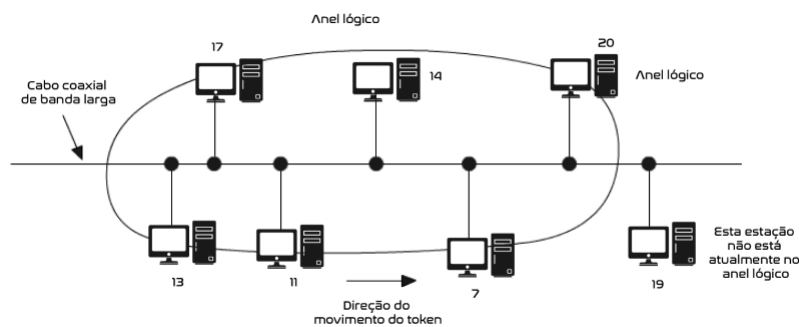 Anel lógico
17
14
20
Anel lógico
Cabo coaxial
de banda larga
13
11
7
19
Esta estação
não está
atualmente no
anel lógico
Direção do
movimento do token